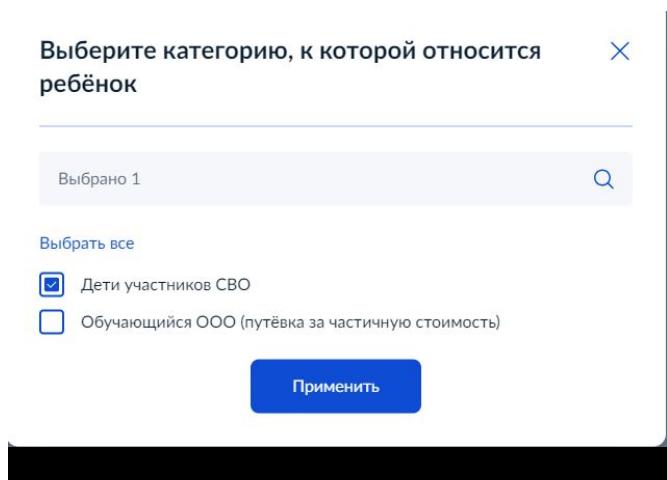 Выберите категорию, к которой относится
ребёнок
Выбрано 1
Выбрать все
Дети участников СВО
Обучающийся ООО (путёвка за частичную стоимость)
Применить